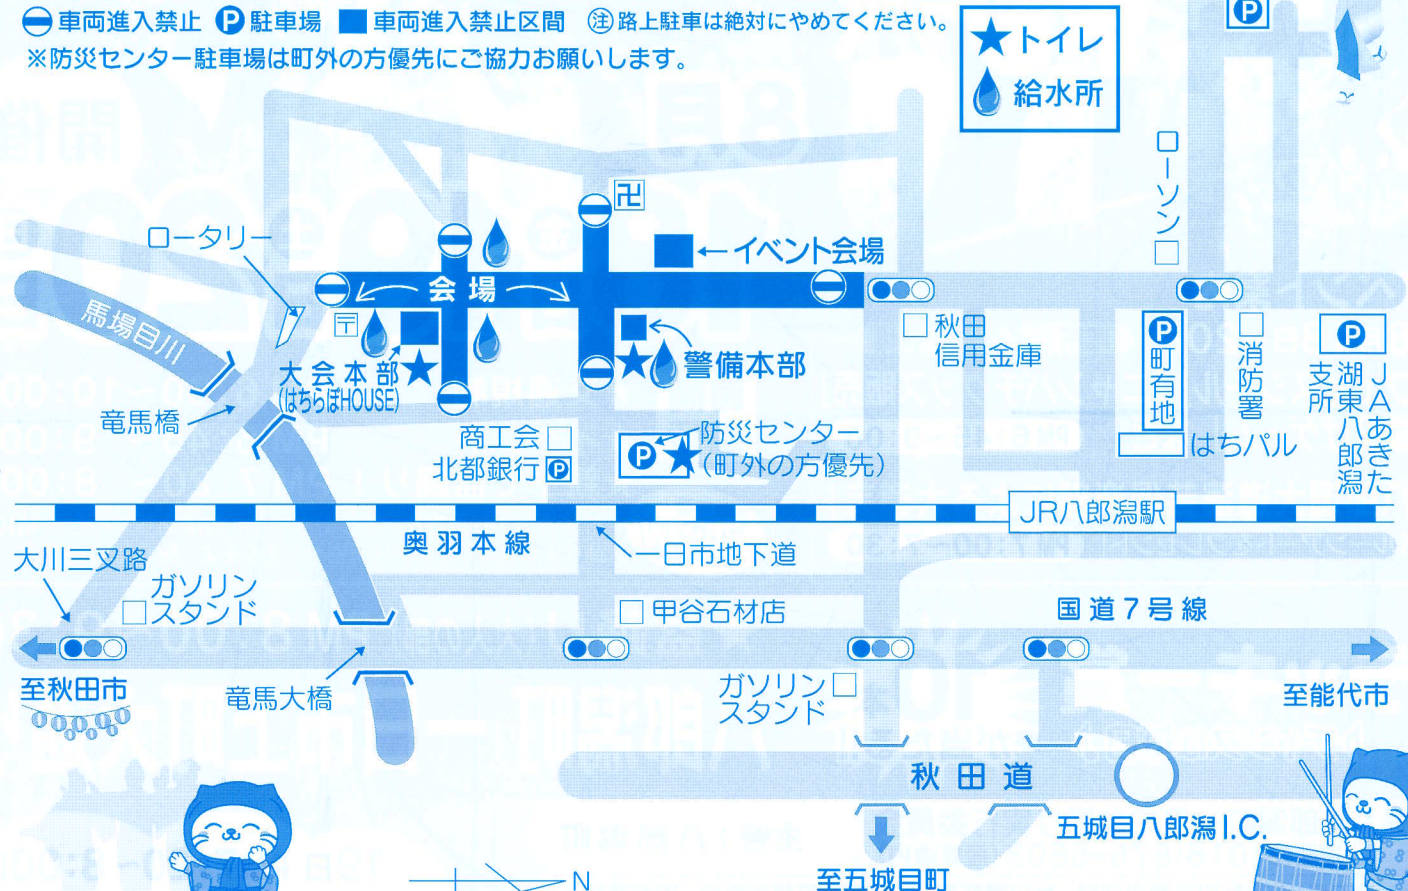 車両進入禁止 Ⓟ駐車場 車両進入禁止区間 ㊟路上駐車は絶対にやめてください。
※防災センター駐車場は町外の方優先にご協力お願いします。
P
★トイレ
給水所
ローソン
卍
ロータリー
←イベント会場
会場
馬場目川
〒
大会本部
(はちらぼHOUSE)
警備本部
秋田
信用金庫
P
町有地
消防署
P
JAあきた
湖東八郎潟
支所
竜馬橋
商工会
北都銀行 P
P
防災センター
(町外の方優先)
はちパル
JR八郎潟駅
奥羽本線
一日市地下道
大川三叉路
ガソリン
スタンド
甲谷石材店
国道7号線
至秋田市
竜馬大橋
ガソリン
スタンド
至能代市
秋田道
五城目八郎潟I.C.
至五城目町
N